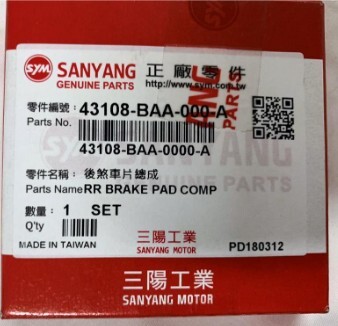 SYM SANYANG 正廠零件
GENUINE PARTS http://www.sym.com.tw
零件編號: 43108-BAA-000-A
Parts No.
43108-BAA-0000-A
零件名稱: 後煞車片總成
Parts Name RR BRAKE PAD COMP
數量: 1 SET
Q'ty
MADE IN TAIWAN
三陽工業
SANYANG MOTOR
PD180312
PARTS
三陽工業
SANYANG MOTOR